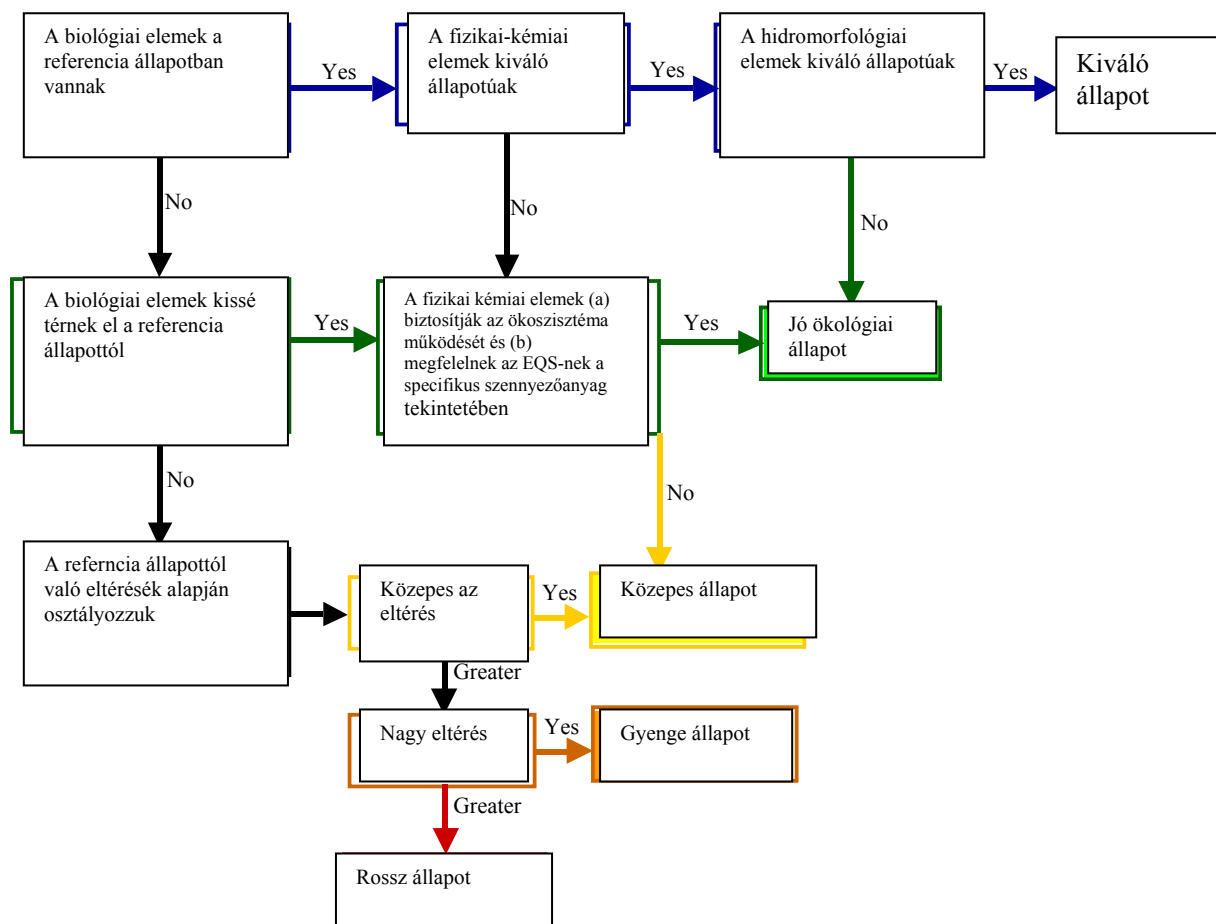 A biológiai elemek a
referencia állapotban
vannak
Yes
A fizikai-kémiai
elemek kiváló
állapotúak
Yes
A hidromorfológiai
elemek kiváló állapotúak
Yes
Kiváló
állapot
No
No
No
A biológiai elemek kissé
térnek el a referencia
állapottól
Yes
A fizikai kémiai elemek (a)
biztosítják az ökoszisztéma
működését és (b)
megfelelnek az EQS-nek a
specifikus szennyezőanyag
tekintetében
Yes
Jó ökológiai
állapot
No
No
A referncia állapottól
való eltérésék alapján
osztályozzuk
Közepes az
eltérés
Yes
Közepes állapot
Greater
Nagy eltérés
Yes
Gyenge állapot
Greater
Rossz állapot